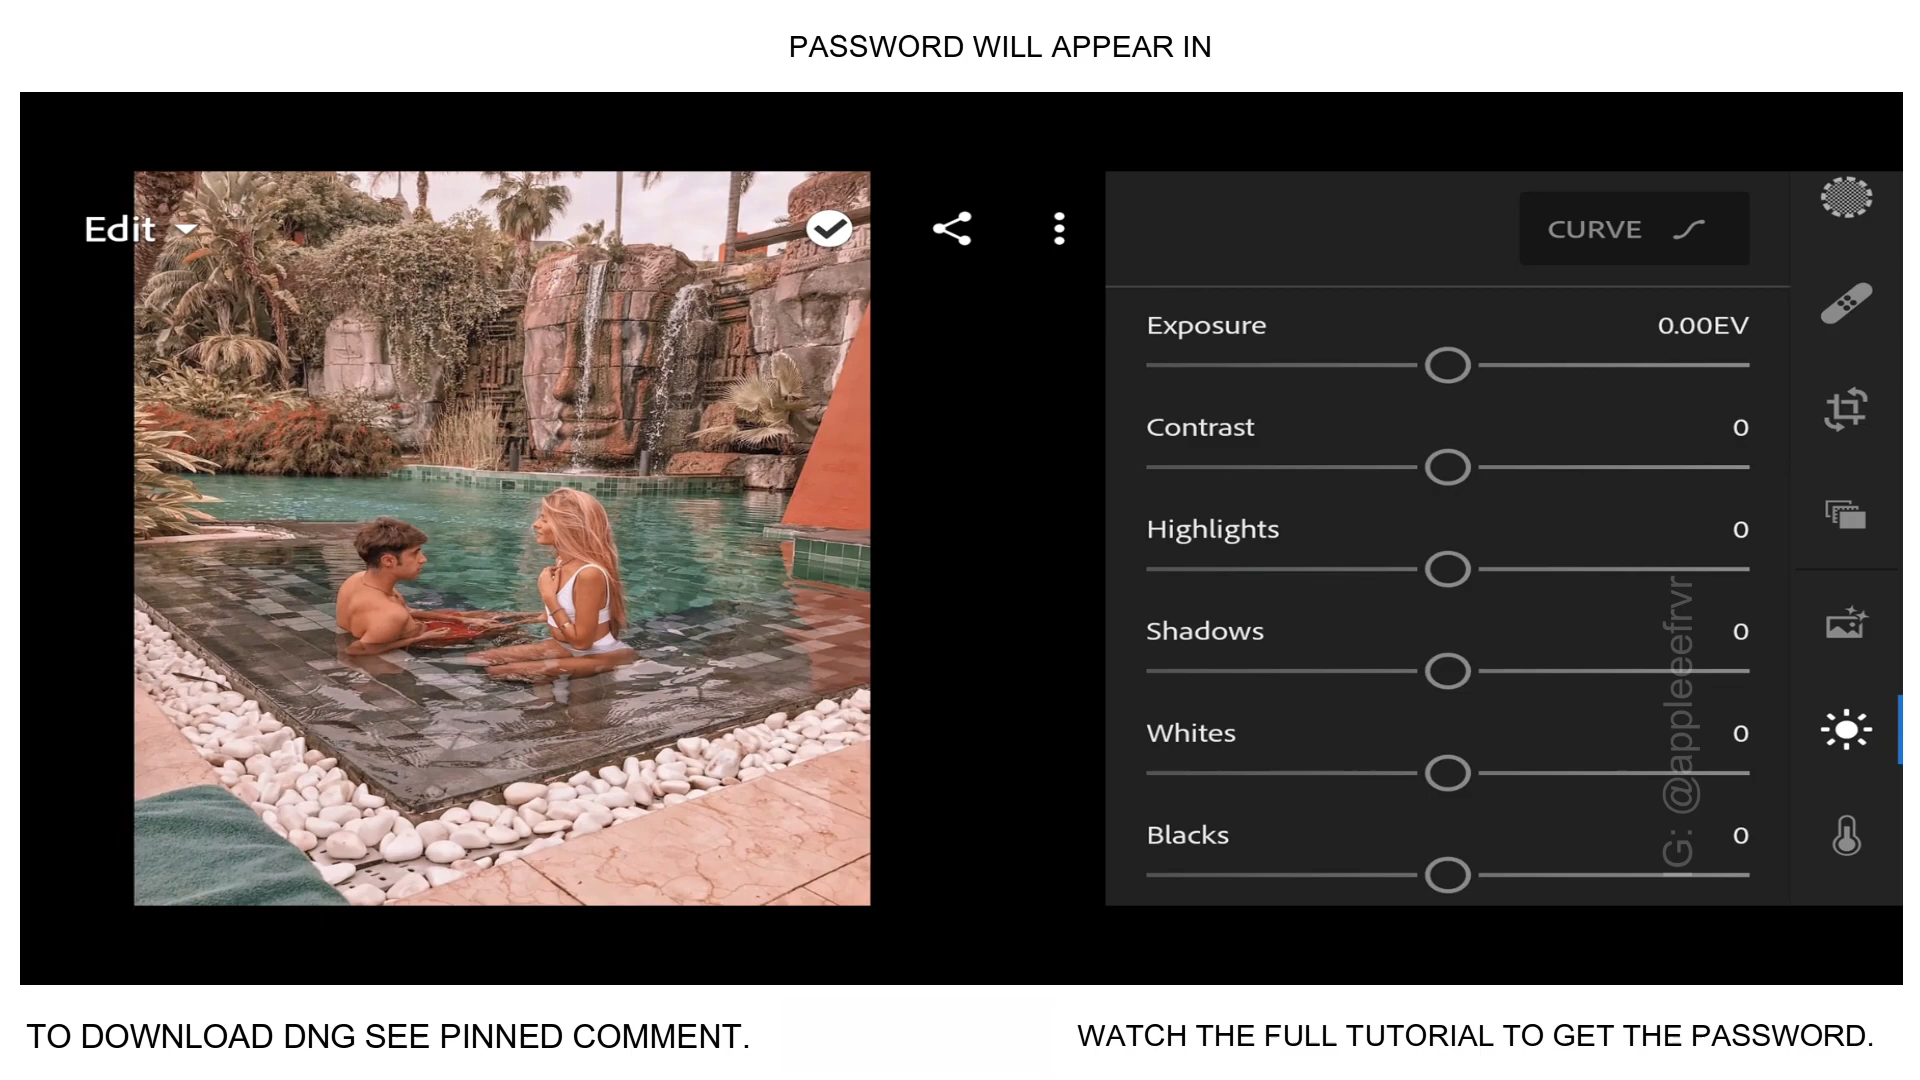 PASSWORD WILL APPEAR IN
Edit
CURVE
Exposure 0.00EV
Contrast 0
Highlights 0
Shadows 0
Whites 0
Blacks 0
IG: @appleeefrvr
TO DOWNLOAD DNG SEE PINNED COMMENT.
WATCH THE FULL TUTORIAL TO GET THE PASSWORD.